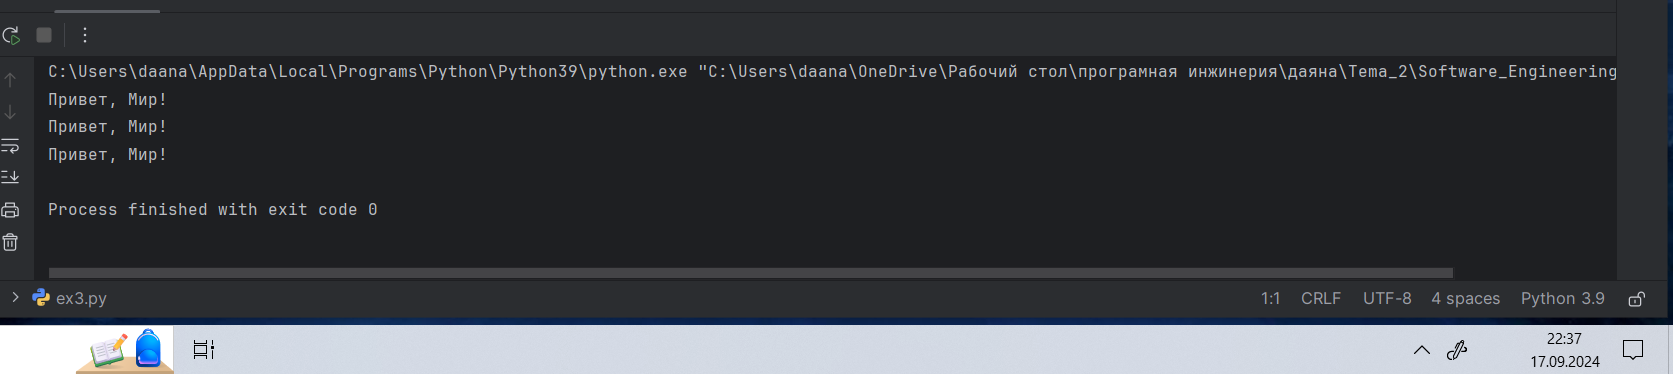 C:\Users\daana\AppData\Local\Programs\Python\Python39\python.exe "C:\Users\daana\OneDrive\Рабочий стол\програмная инжинерия\даяна\Tema_2\Software_Engineering
Привет, Мир!
Привет, Мир!
Привет, Мир!
Process finished with exit code 0
ex3.py 1:1 CRLF UTF-8 4 spaces Python 3.9
22:37
17.09.2024